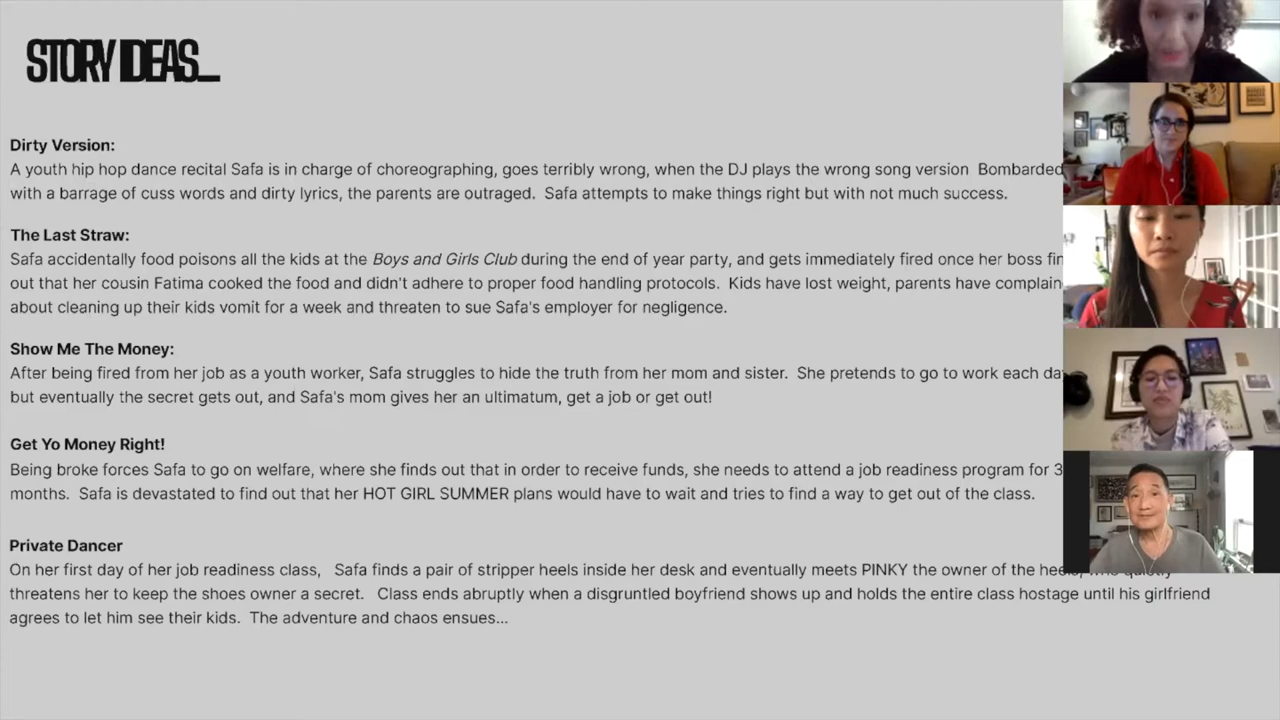 STORY IDEAS_
Dirty Version:
A youth hip hop dance recital Safa is in charge of choreographing, goes terribly wrong, when the DJ plays the wrong song version  Bombarded
with a barrage of cuss words and dirty lyrics, the parents are outraged.  Safa attempts to make things right but with not much success.
The Last Straw:
Safa accidentally food poisons all the kids at the Boys and Girls Club during the end of year party, and gets immediately fired once her boss
out that her cousin Fatima cooked the food and didn't adhere to proper food handling protocols.  Kids have lost weight, parents have
about cleaning up their kids vomit for a week and threaten to sue Safa's employer for negligence.
Show Me The Money:
After being fired from her job as a youth worker, Safa struggles to hide the truth from her mom and sister.  She pretends to go to work each
but eventually the secret gets out, and Safa's mom gives her an ultimatum, get a job or get out!
Get Yo Money Right!
Being broke forces Safa to go on welfare, where she finds out that in order to receive funds, she needs to attend a job readiness program for 3
months.  Safa is devastated to find out that her HOT GIRL SUMMER plans would have to wait and tries to find a way to get out of the class.
Private Dancer
On her first day of her job readiness class,   Safa finds a pair of stripper heels inside her desk and eventually meets PINKY the owner of the
threatens her to keep the shoes owner a secret.   Class ends abruptly when a disgruntled boyfriend shows up and holds the entire class hostage until his girlfriend
agrees to let him see their kids.  The adventure and chaos ensues...